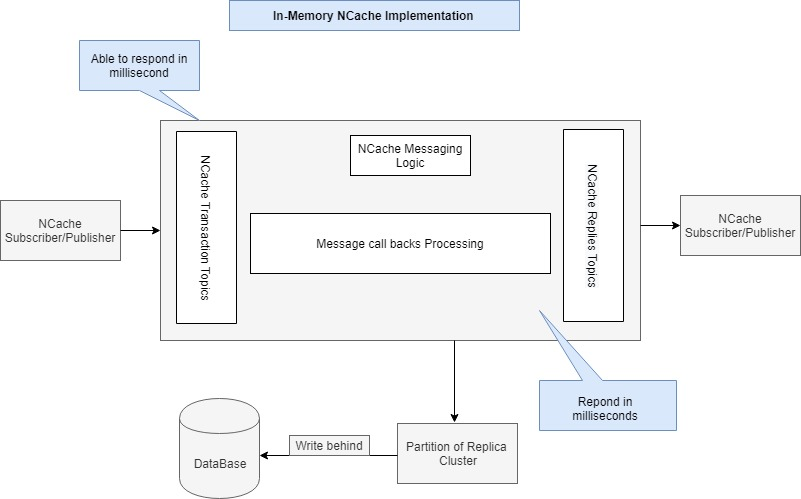 In-Memory NCache Implementation
Able to respond in
millisecond
NCache Messaging
Logic
NCache Transaction Topics
NCache Replies Topics
NCache
Subscriber/Publisher
Message call backs Processing
NCache
Subscriber/Publisher
Repond in
milliseconds
Partition of Replica
Cluster
Write behind
DataBase